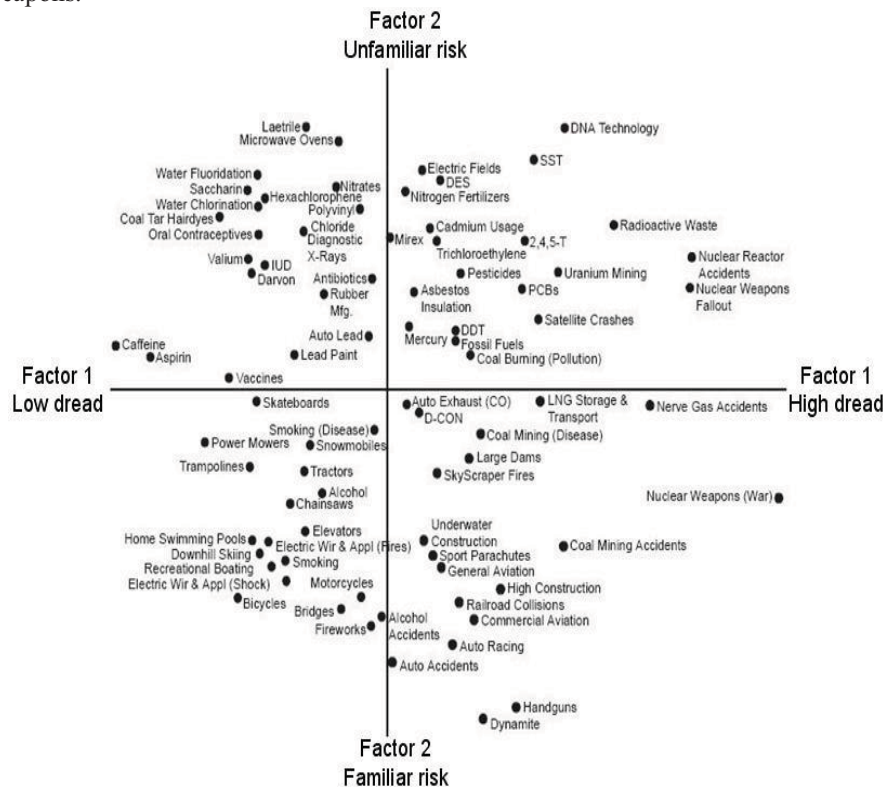 Factor 2
Unfamiliar risk
Laetrile
DNA Technology
Microwave Ovens
SST
Electric Fields
Water Fluoridation
DES
Nitrates
Saccharin
Nitrogen Fertilizers
Hexachlorophene
Water Chlorination
Polyvinyl
Coal Tar Hairdyes
Radioactive Waste
Chloride
Cadmium Usage
Oral Contraceptives
Diagnostic
X-Rays
Mirex
2,4,5-T
Trichloroethylene
Valium
Nuclear Reactor
Accidents
IUD
Darvon
Antibiotics
Pesticides
Uranium Mining
Nuclear Weapons
Fallout
Rubber
Mfg.
Asbestos
Insulation
PCBs
Satellite Crashes
Auto Lead
Mercury
DDT
Fossil Fuels
Caffeine
Aspirin
Lead Paint
Coal Burning (Pollution)
Factor 1
Low dread
Vaccines
Factor 1
High dread
Skateboards
Auto Exhaust (CO)
D-CON
LNG Storage &
Transport
Nerve Gas Accidents
Smoking (Disease)
Coal Mining (Disease)
Power Mowers
Snowmobiles
Large Dams
Trampolines
Tractors
SkyScraper Fires
Alcohol
Nuclear Weapons (War)
Chainsaws
Elevators
Underwater
Construction
Home Swimming Pools
Electric Wir & Appl (Fires)
Coal Mining Accidents
Downhill Skiing
Sport Parachutes
Smoking
Recreational Boating
General Aviation
Electric Wir & Appl (Shock)
Motorcycles
High Construction
Bicycles
Railroad Collisions
Bridges
Alcohol
Accidents
Commercial Aviation
Fireworks
Auto Racing
Auto Accidents
Handguns
Dynamite
Factor 2
Familiar risk